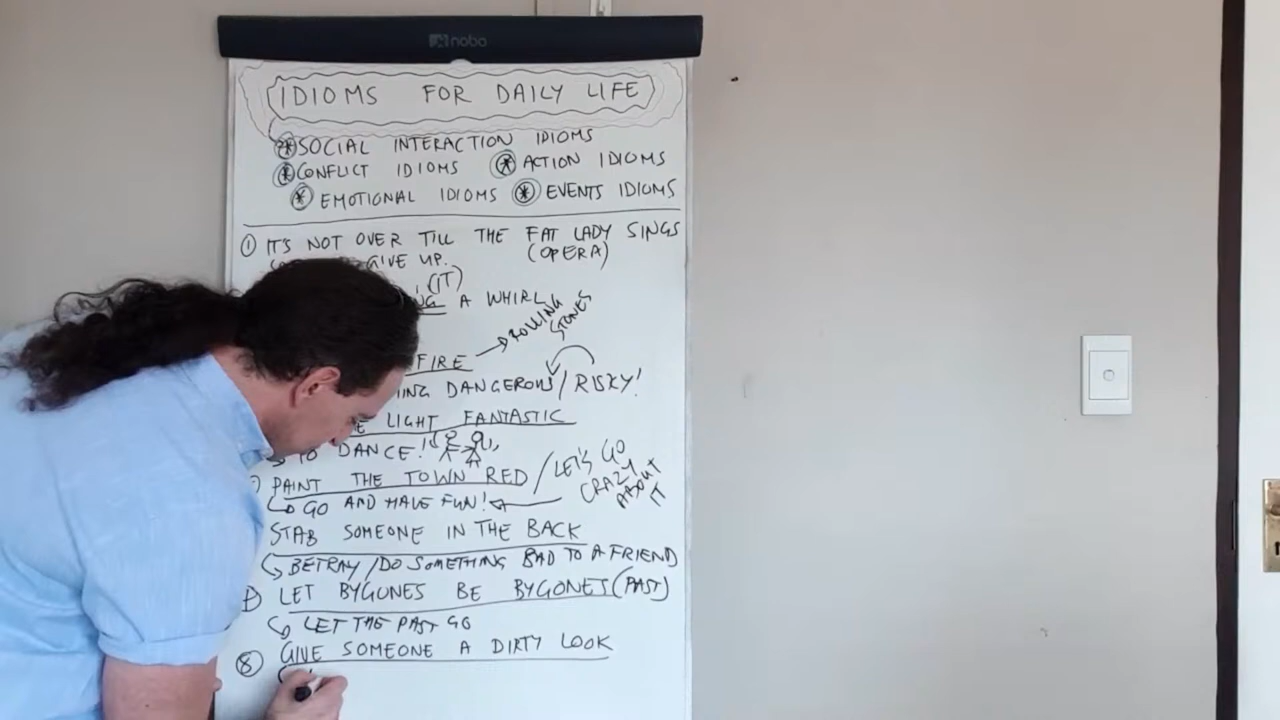 nobo
IDIOMS FOR DAILY LIFE
* SOCIAL INTERACTION IDIOMS
* CONFLICT IDIOMS * ACTION IDIOMS
* EMOTIONAL IDIOMS * EVENTS IDIOMS
① IT'S NOT OVER TILL THE FAT LADY SINGS
GIVE UP. (OPERA)
(IT)
A WHIRL
FIRE → ROLLING STONES
DANGEROUS / RISKY!
LIGHT FANTASTIC
TO DANCE!
PAINT THE TOWN RED / LET'S GO CRAZY ABOUT IT
GO AND HAVE FUN!
STAB SOMEONE IN THE BACK
BETRAY / DO SOMETHING BAD TO A FRIEND
LET BYGONES BE BYGONES (PAST)
LET THE PAST GO
⑧ GIVE SOMEONE A DIRTY LOOK